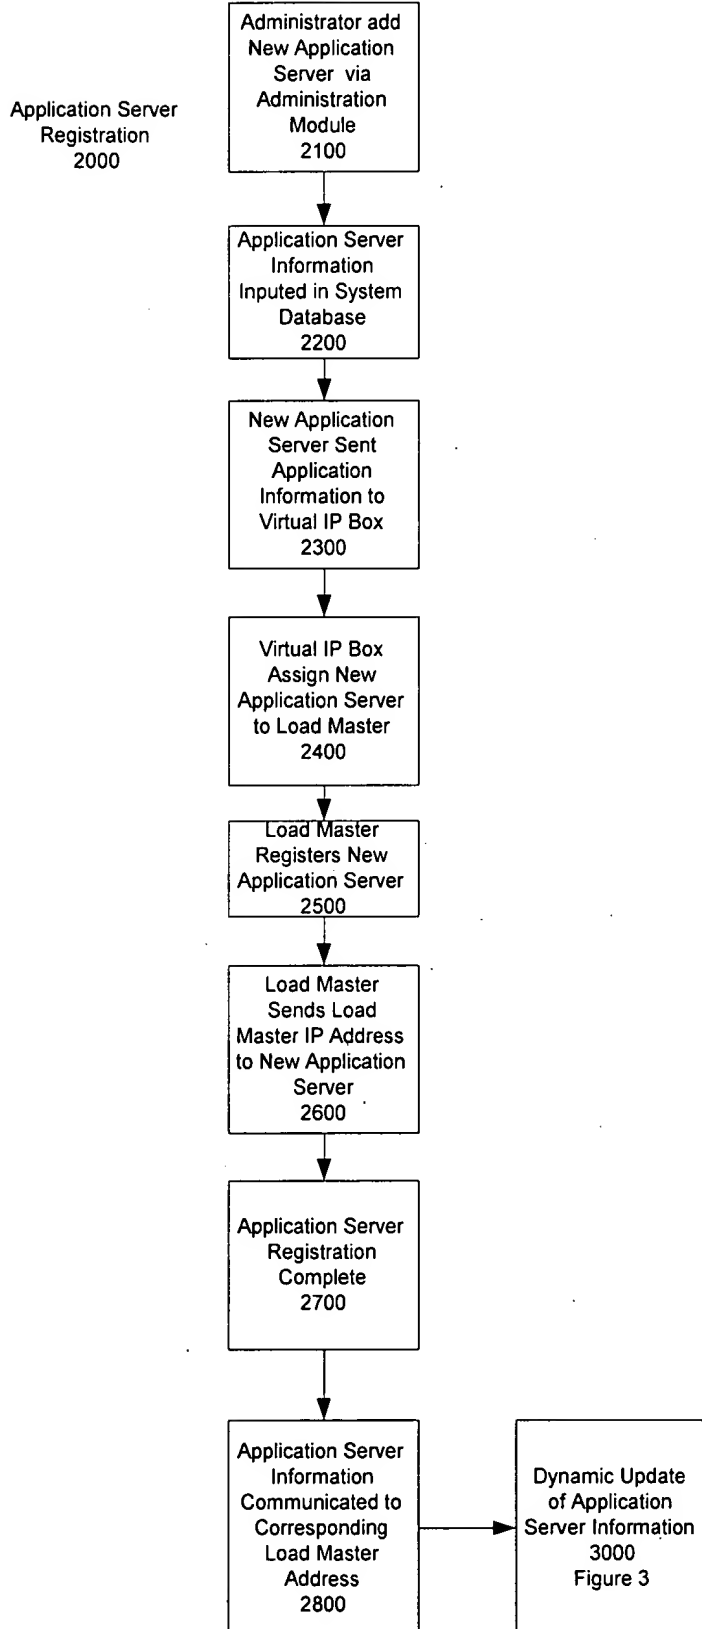 Application Server
Registration
2000
Administrator add
New Application
Server via
Administration
Module
2100
Application Server
Information
Inputed in System
Database
2200
New Application
Server Sent
Application
Information to
Virtual IP Box
2300
Virtual IP Box
Assign New
Application Server
to Load Master
2400
Load Master
Registers New
Application Server
2500
Load Master
Sends Load
Master IP Address
to New Application
Server
2600
Application Server
Registration
Complete
2700
Application Server
Information
Communicated to
Corresponding
Load Master
Address
2800
Dynamic Update
of Application
Server Information
3000
Figure 3